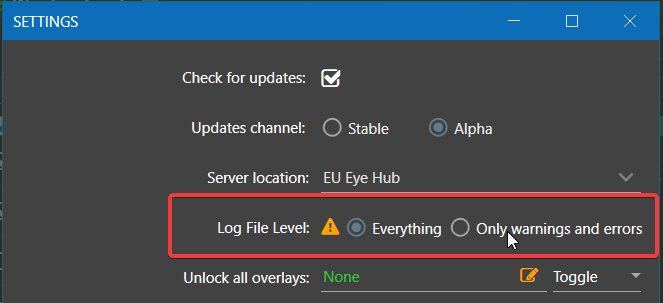 SETTINGS
Check for updates:
Updates channel: Stable Alpha
Server location: EU Eye Hub
Log File Level: Everything Only warnings and errors
Unlock all overlays: None Toggle